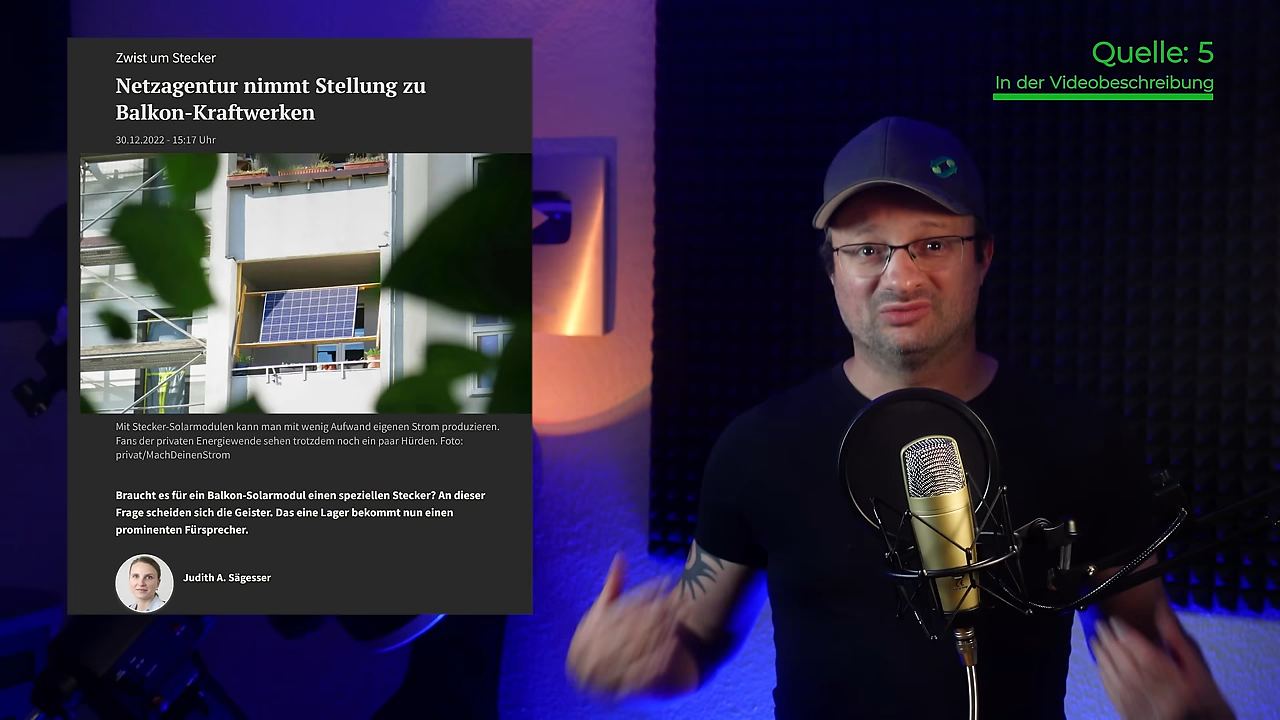 Zwist um Stecker
Netzagentur nimmt Stellung zu
Balkon-Kraftwerken
30.12.2022 - 15:17 Uhr
Mit Stecker-Solarmodulen kann man mit wenig Aufwand eigenen Strom produzieren.
Fans der privaten Energiewende sehen trotzdem noch ein paar Hürden. Foto:
privat/MachDeinenStrom
Braucht es für ein Balkon-Solarmodul einen speziellen Stecker? An dieser
Frage scheiden sich die Geister. Das eine Lager bekommt nun einen
prominenten Fürsprecher.
Judith A. Sägesser
Quelle: 5
In der Videobeschreibung